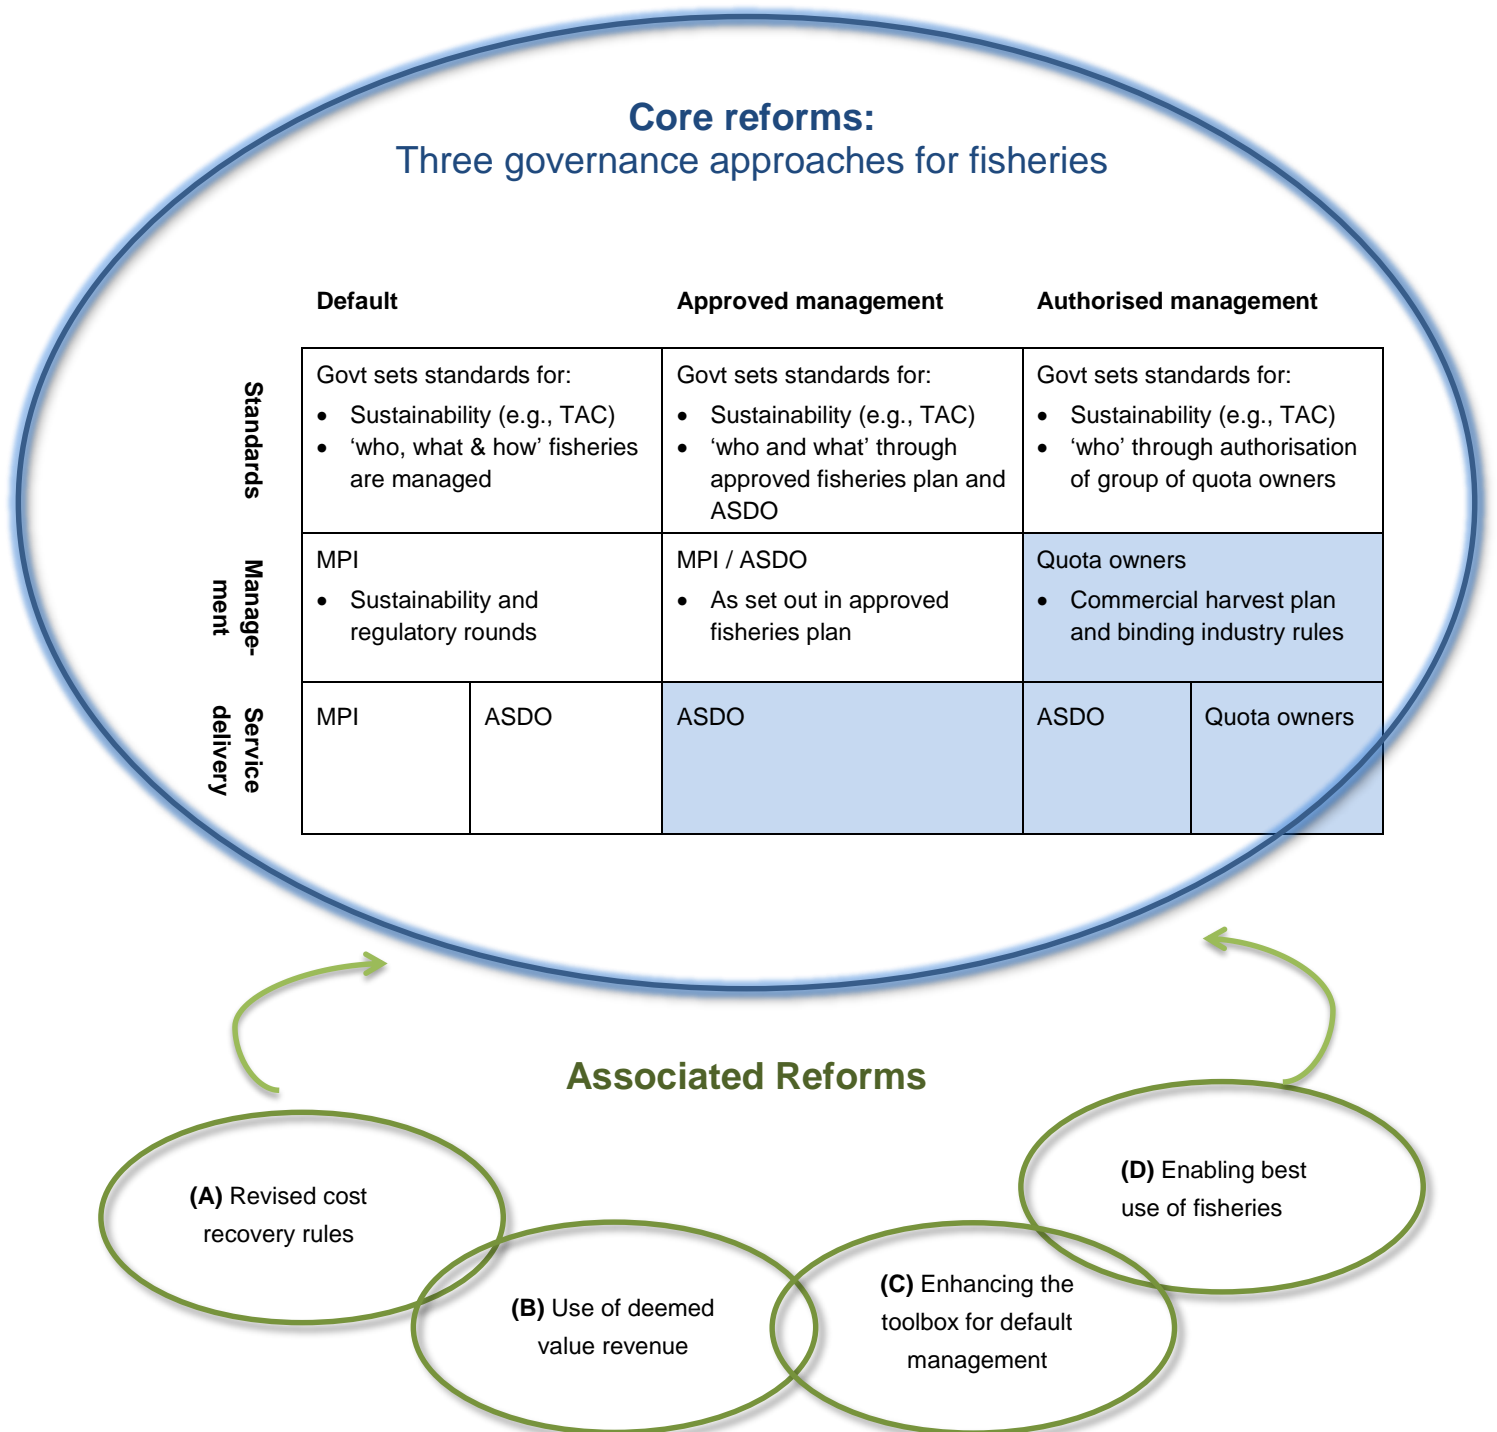 Core reforms:
Three governance approaches for fisheries
Default
Approved management
Authorised management
Standards
Govt sets standards for:
• Sustainability (e.g., TAC)
• ‘who, what & how’ fisheries
are managed
Govt sets standards for:
• Sustainability (e.g., TAC)
• ‘who and what’ through
approved fisheries plan and
ASDO
Govt sets standards for:
• Sustainability (e.g., TAC)
• ‘who’ through authorisation
of group of quota owners
Manage-
ment
MPI
• Sustainability and
regulatory rounds
MPI / ASDO
• As set out in approved
fisheries plan
Quota owners
• Commercial harvest plan
and binding industry rules
Service
delivery
MPI
ASDO
ASDO
ASDO
Quota owners
Associated Reforms
(A) Revised cost
recovery rules
(B) Use of deemed
value revenue
(C) Enhancing the
toolbox for default
management
(D) Enabling best
use of fisheries